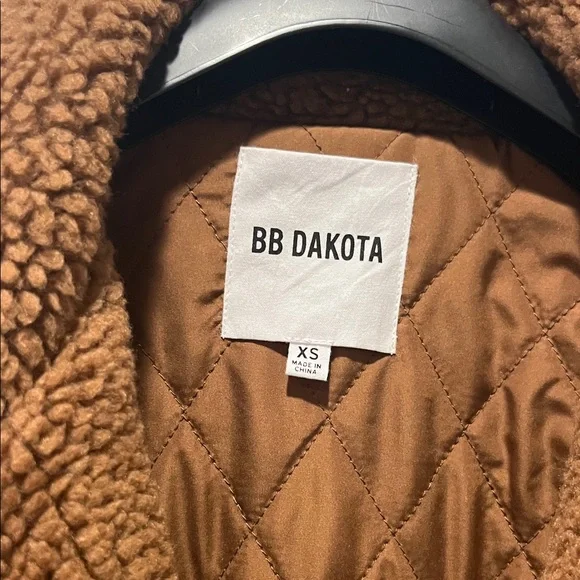 BB DAKOTA
XS
MADE IN
CHINA